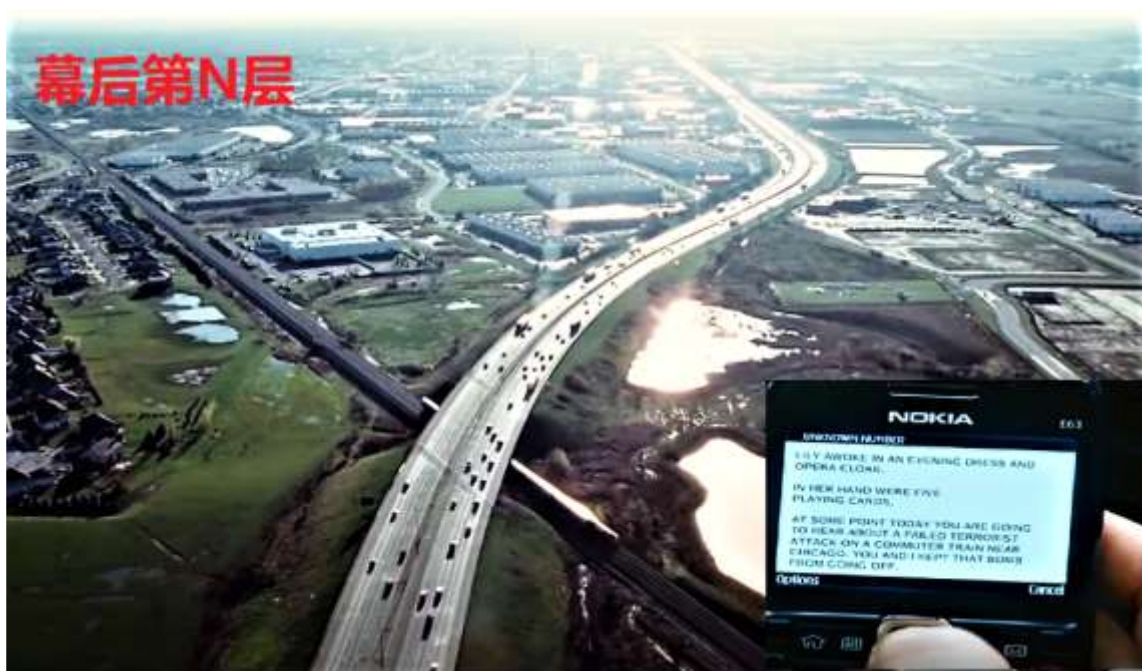 幕后第N层
NOKIA
E63
UNKNOWN NUMBER
LILY AWOKE IN AN EVENING DRESS AND
OPERA CLOAK.
IN HER HAND WERE FIVE
PLAYING CARDS.
AT SOME POINT TODAY YOU ARE GOING
TO HEAR ABOUT A FAILED TERRORIST
ATTACK ON A COMMUTER TRAIN NEAR
CHICAGO. YOU AND I KEPT THAT BOMB
FROM GOING OFF.
Options
Cancel